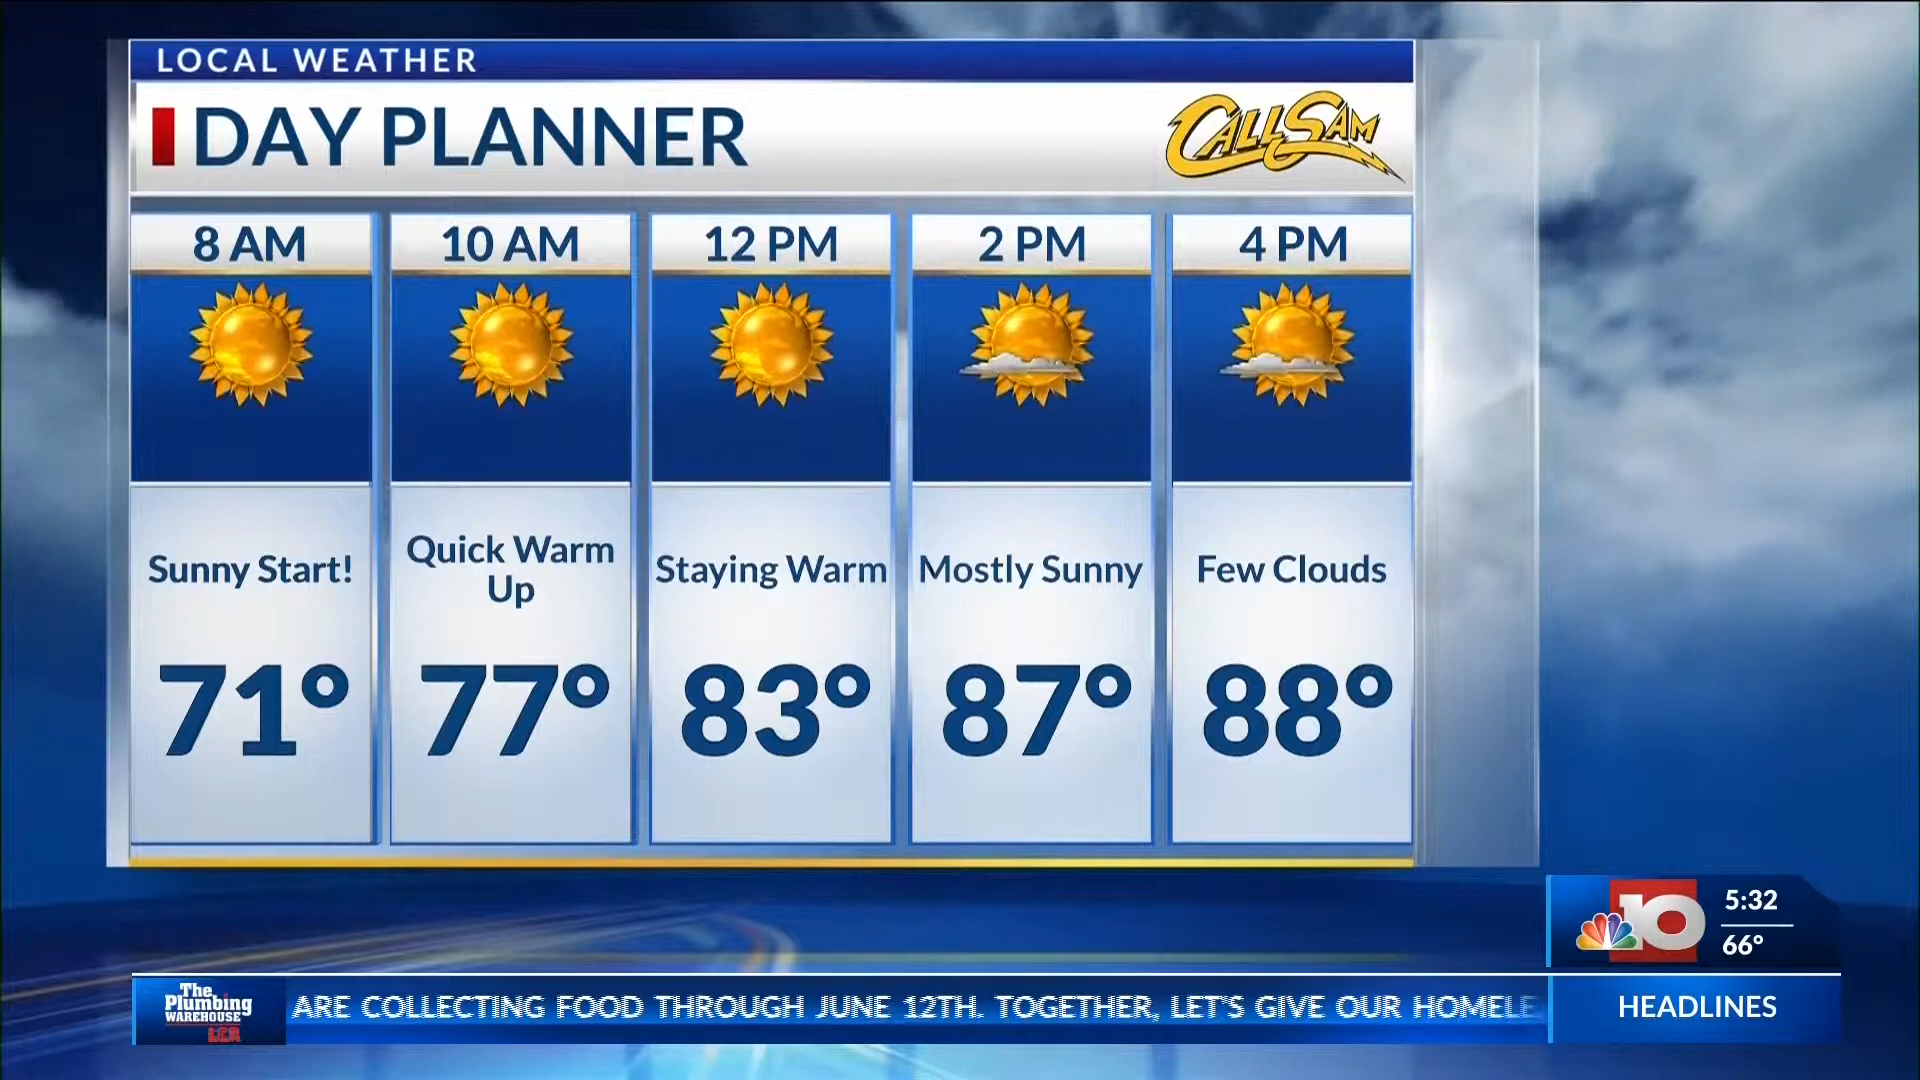 LOCAL WEATHER
DAY PLANNER
CALLSAM
8 AM
10 AM
12 PM
2 PM
4 PM
Sunny Start!
Quick Warm
Up
Staying Warm
Mostly Sunny
Few Clouds
71°
77°
83°
87°
88°
10
5:32
66°
The
Plumbing
WAREHOUSE
ARE COLLECTING FOOD THROUGH JUNE 12TH. TOGETHER, LET'S GIVE OUR HOMELE
HEADLINES